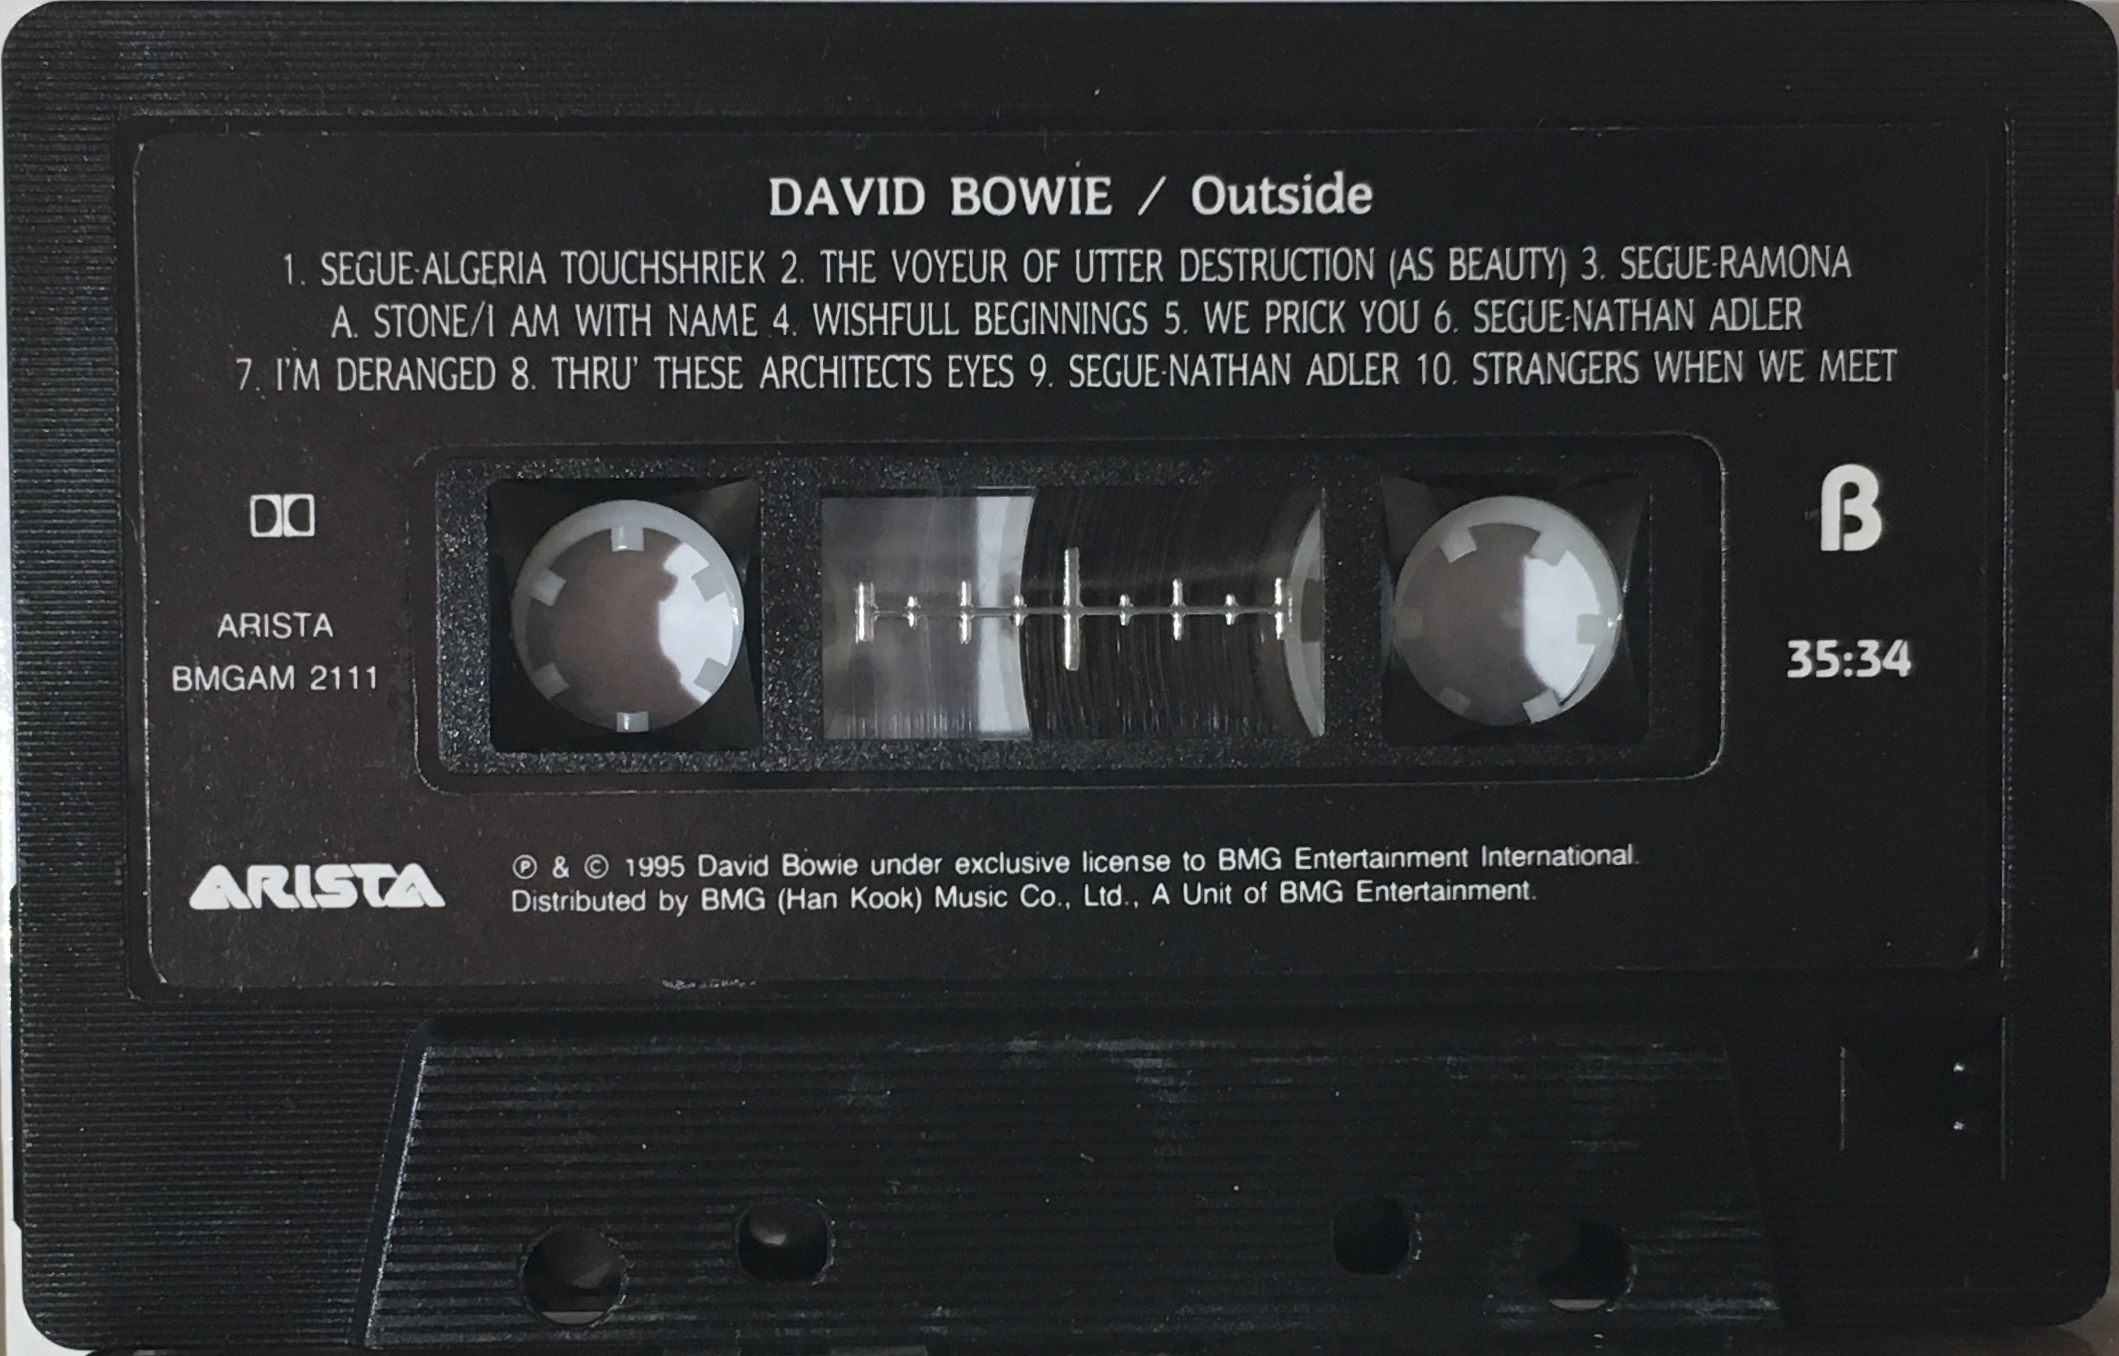 DAVID BOWIE / Outside
1. SEGUE-ALGERIA TOUCHSHRIEK 2. THE VOYEUR OF UTTER DESTRUCTION (AS BEAUTY) 3. SEGUE-RAMONA
A. STONE/I AM WITH NAME 4. WISHFULL BEGINNINGS 5. WE PRICK YOU 6. SEGUE-NATHAN ADLER
7. I'M DERANGED 8. THRU' THESE ARCHITECTS EYES 9. SEGUE-NATHAN ADLER 10. STRANGERS WHEN WE MEET
B
ARISTA
BMGAM 2111
35:34
ARISTA
℗ & © 1995 David Bowie under exclusive license to BMG Entertainment International.
Distributed by BMG (Han Kook) Music Co., Ltd., A Unit of BMG Entertainment.